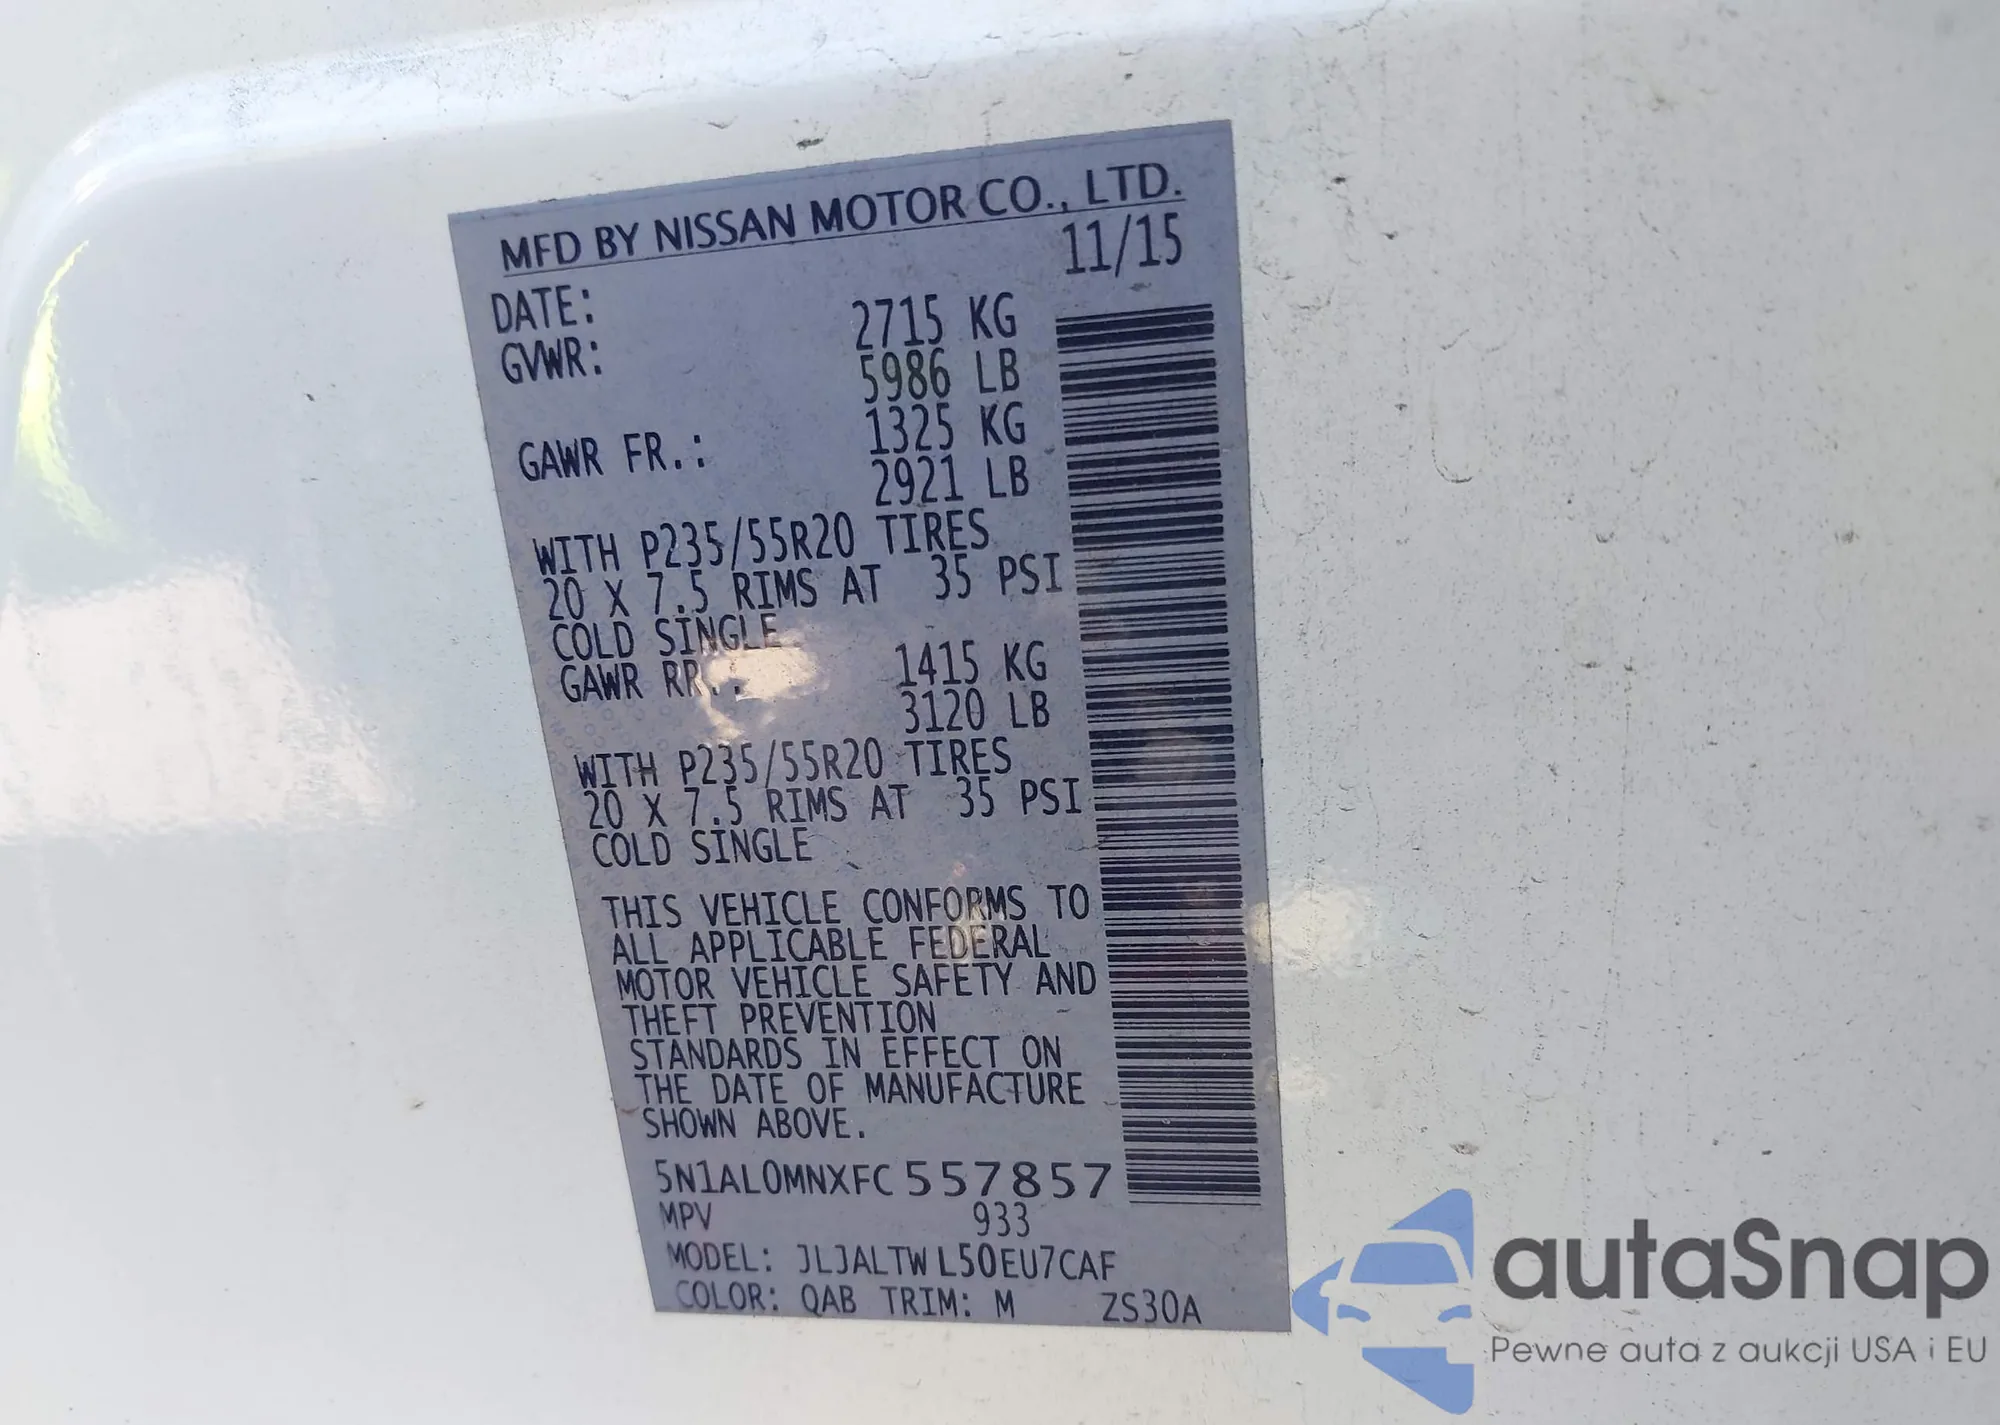 MFD BY NISSAN MOTOR CO., LTD.
DATE: 11/15
GVWR: 2715 KG
5986 LB
GAWR FR.: 1325 KG
2921 LB
WITH P235/55R20 TIRES
20 X 7.5 RIMS AT 35 PSI
COLD SINGLE
GAWR RR.: 1415 KG
3120 LB
WITH P235/55R20 TIRES
20 X 7.5 RIMS AT 35 PSI
COLD SINGLE
THIS VEHICLE CONFORMS TO
ALL APPLICABLE FEDERAL
MOTOR VEHICLE SAFETY AND
THEFT PREVENTION
STANDARDS IN EFFECT ON
THE DATE OF MANUFACTURE
SHOWN ABOVE.
5N1AL0MNXFC557857
MPV 933
MODEL: JLJALTWL50EU7CAF
COLOR: QAB TRIM: M ZS30A
autoSnap
Pewne auta z aukcji USA i EU